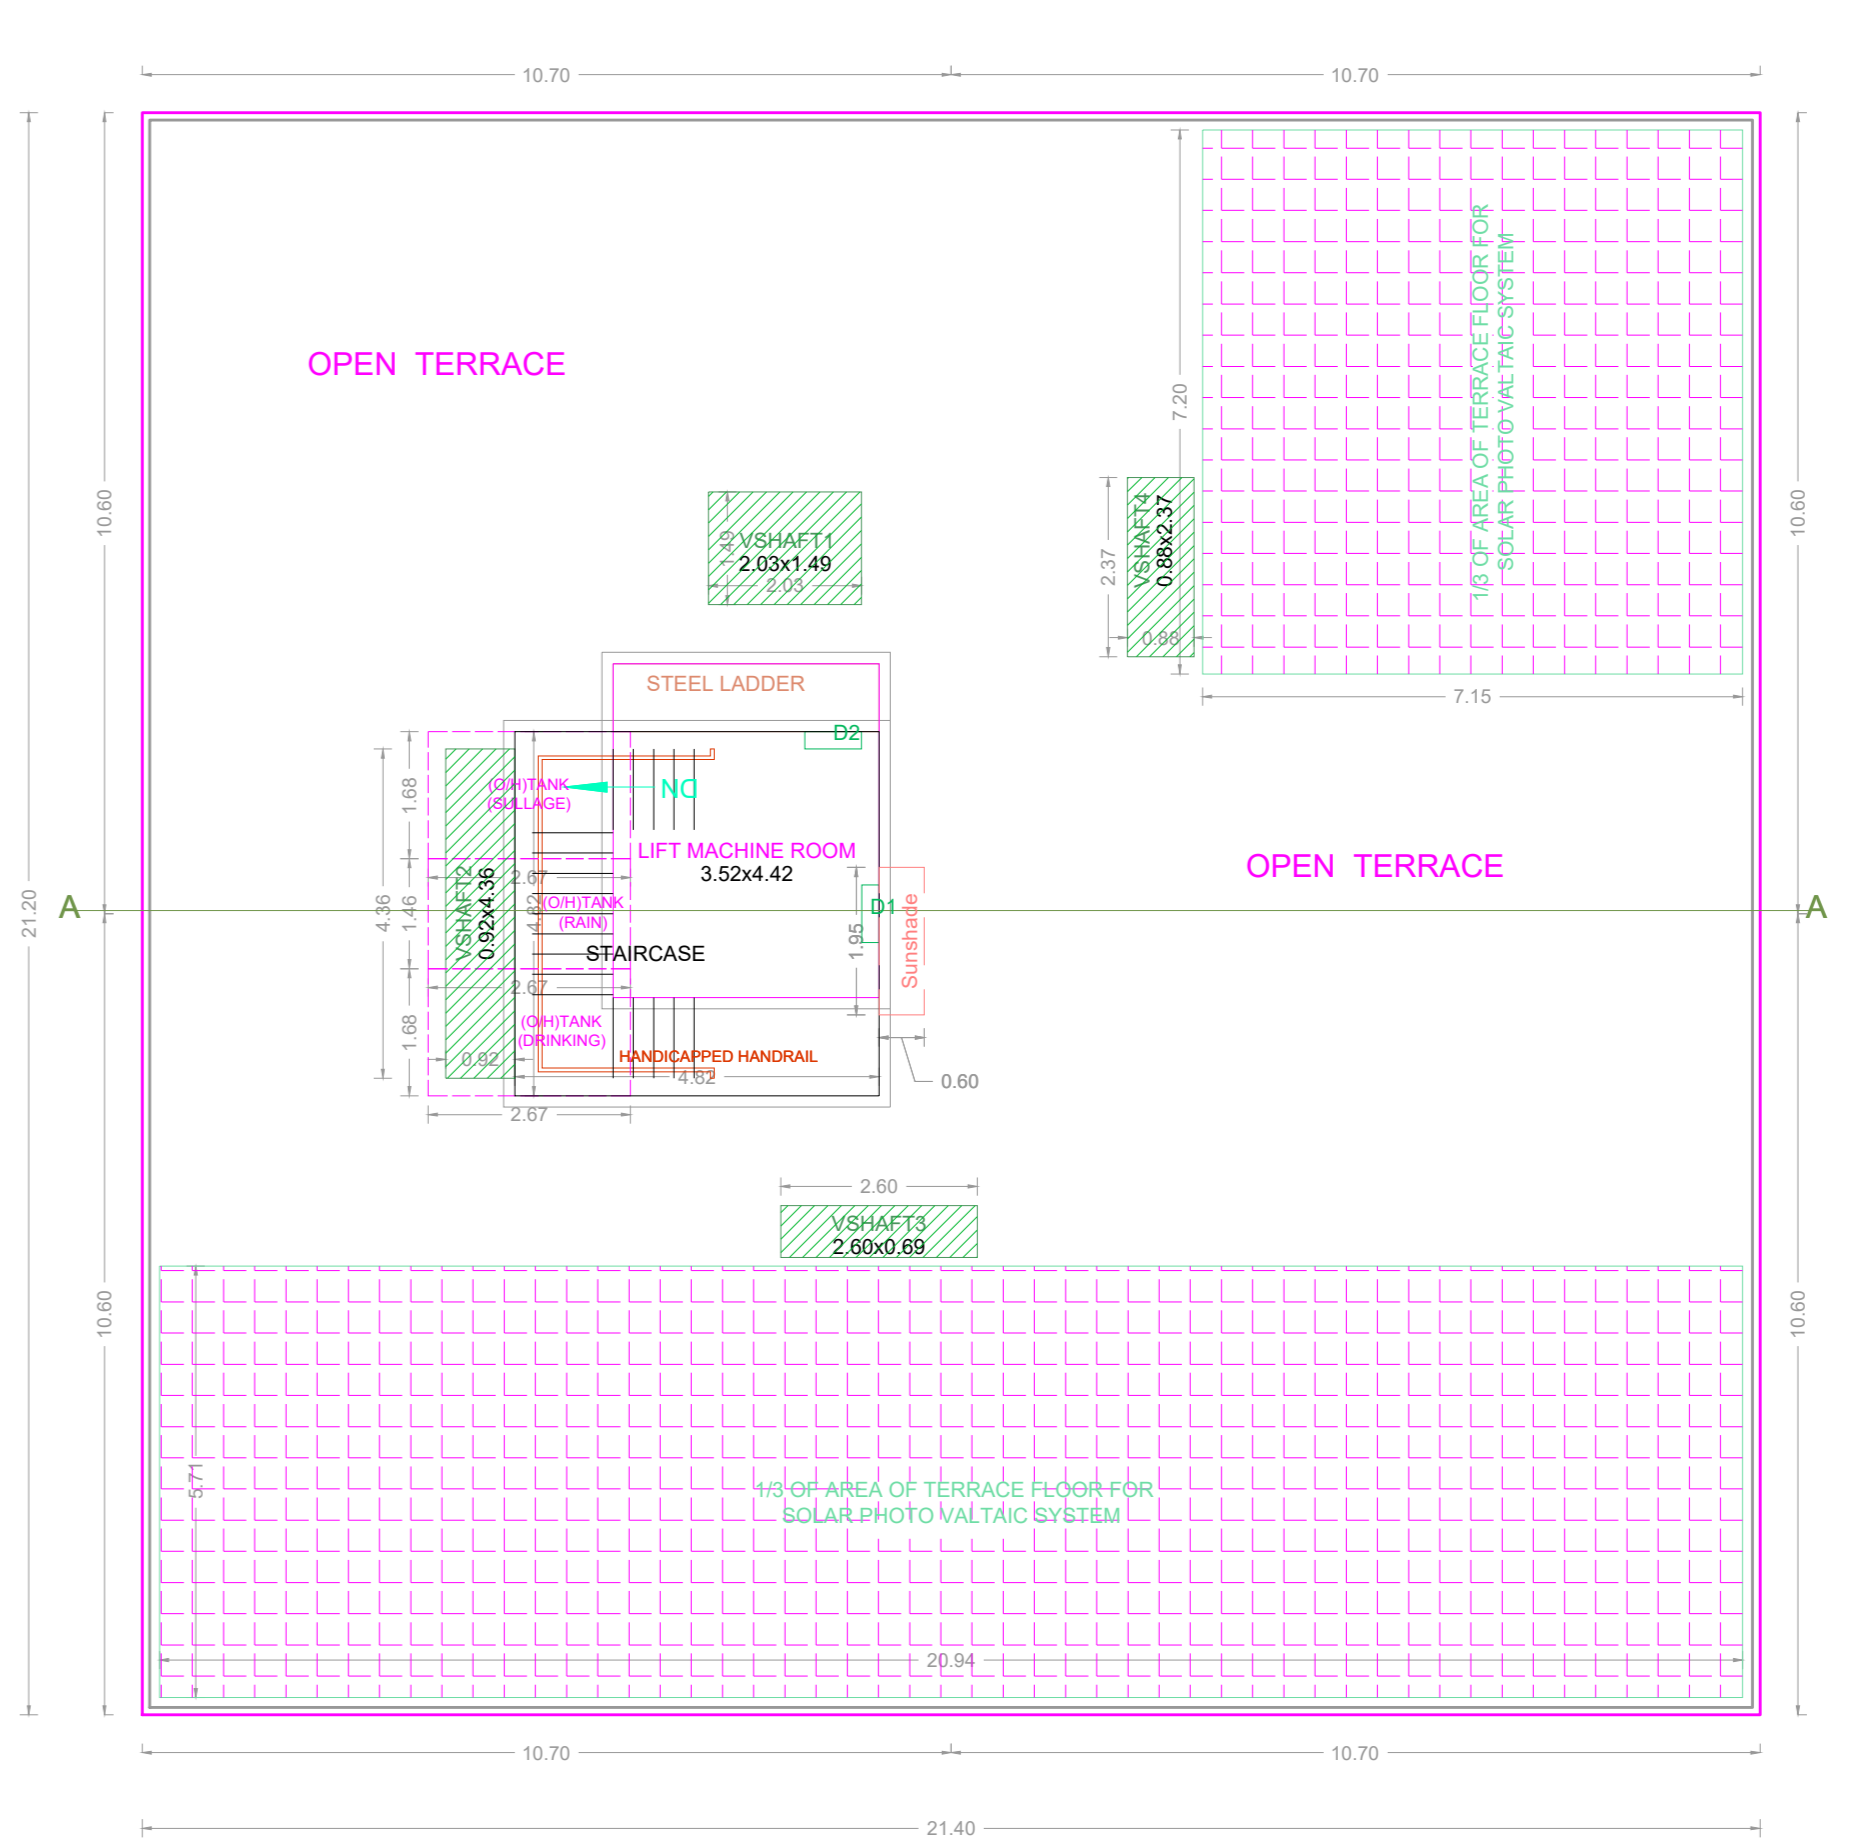 10.70
10.70
OPEN TERRACE
1/3 OF AREA OF TERRACE FLOOR FOR
SOLAR PHOTO VALTAIC SYSTEM
7.20
7.15
10.60
10.60
21.20
VSHAFT1
2.03x1.49
1.49
2.03
VSHAFT4
0.88x2.37
2.37
0.88
STEEL LADDER
D2
(O/H)TANK
(SULLAGE)
DN
1.68
LIFT MACHINE ROOM
3.52x4.42
2.67
4.36
1.46
VSHAFT2
0.92x4.36
4.82
(O/H)TANK
(RAIN)
D1
1.95
Sunshade
OPEN TERRACE
A
A
STAIRCASE
2.67
1.68
(O/H)TANK
(DRINKING)
0.92
HANDICAPPED HANDRAIL
4.82
0.60
2.67
2.60
VSHAFT3
2.60x0.69
10.60
10.60
5.71
1/3 OF AREA OF TERRACE FLOOR FOR
SOLAR PHOTO VALTAIC SYSTEM
20.94
10.70
10.70
21.40